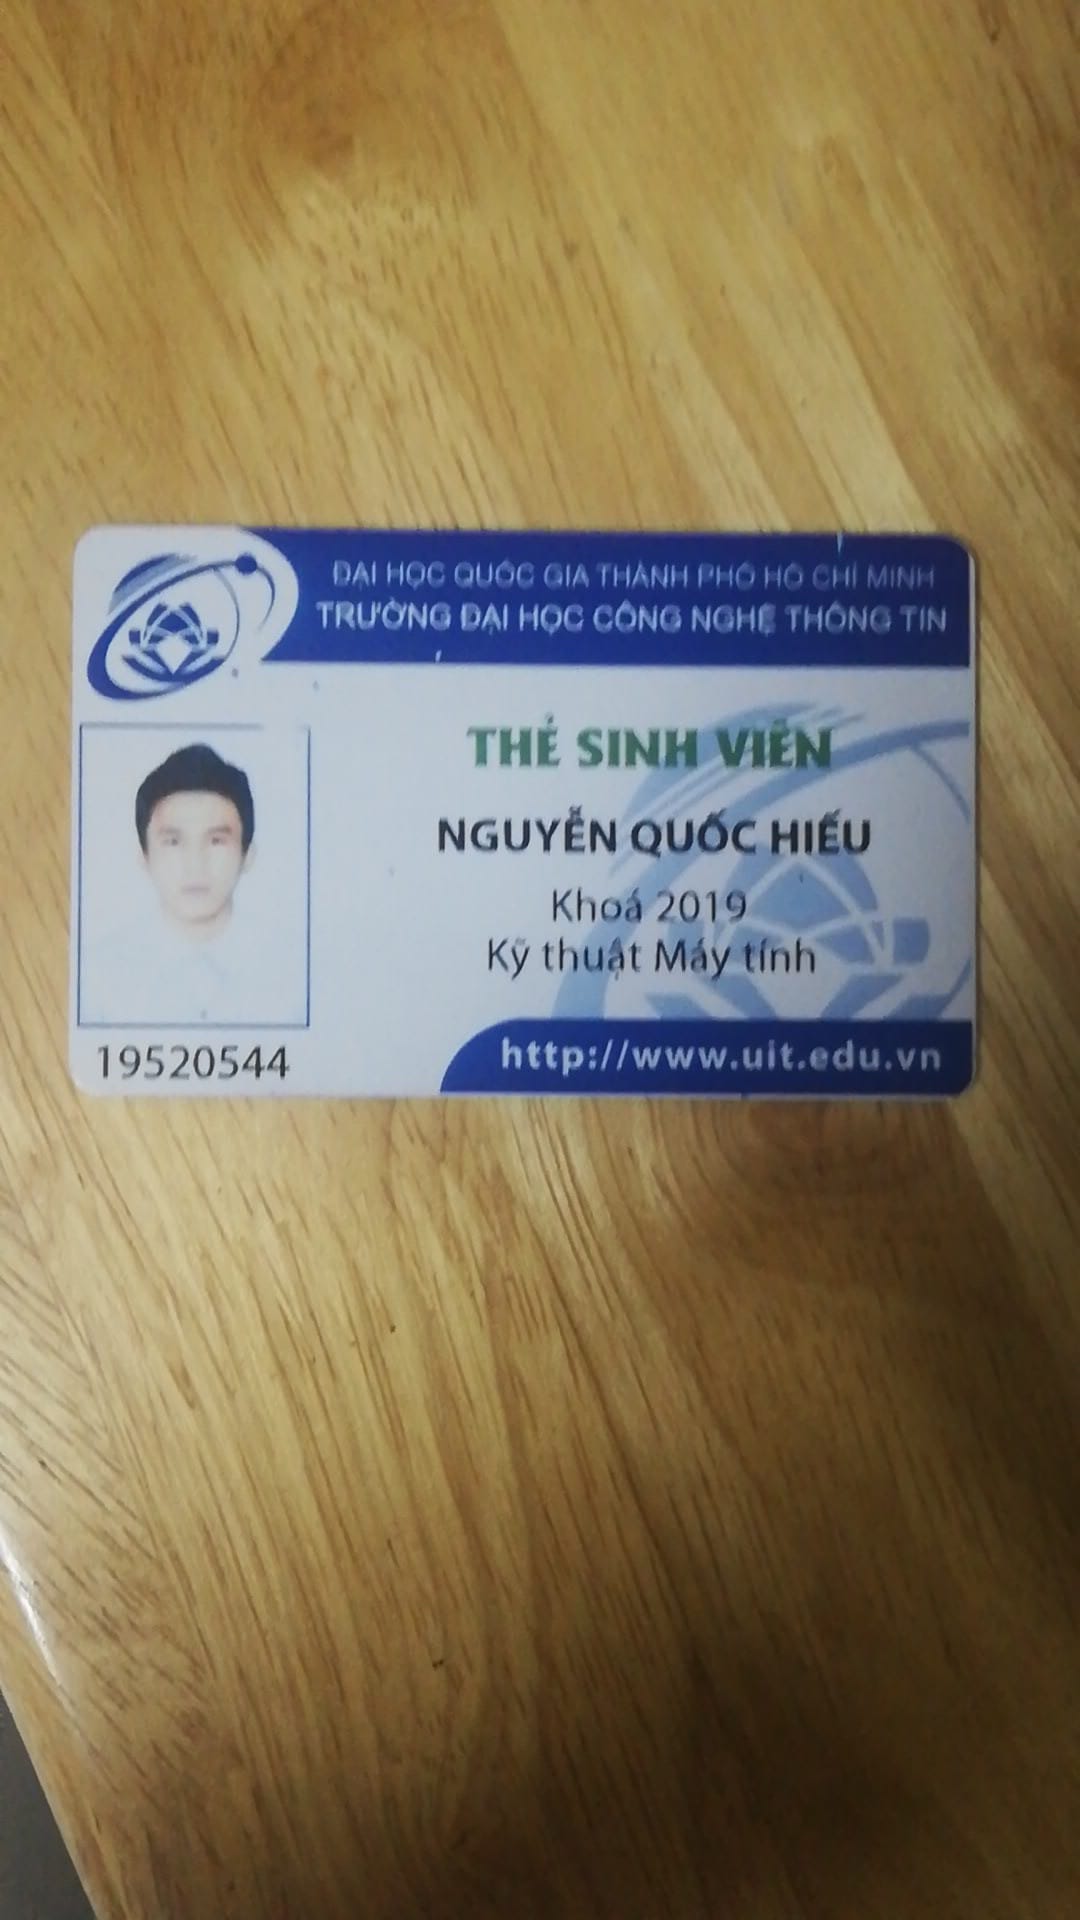 ĐẠI HỌC QUỐC GIA THÀNH PHỐ HỒ CHÍ MINH
TRƯỜNG ĐẠI HỌC CÔNG NGHỆ THÔNG TIN
THẺ SINH VIÊN
NGUYỄN QUỐC HIẾU
Khoá 2019
Kỹ thuật Máy tính
19520544
http://www.uit.edu.vn